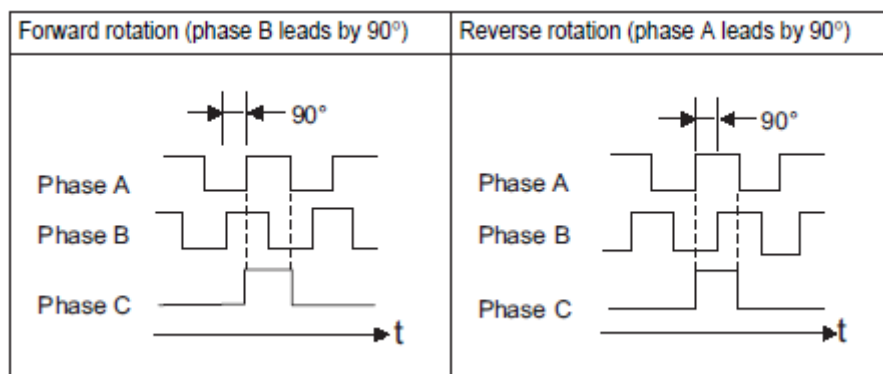 Forward rotation (phase B leads by 90°)
90°
Phase A
Phase B
Phase C
t
Reverse rotation (phase A leads by 90°)
90°
Phase A
Phase B
Phase C
t